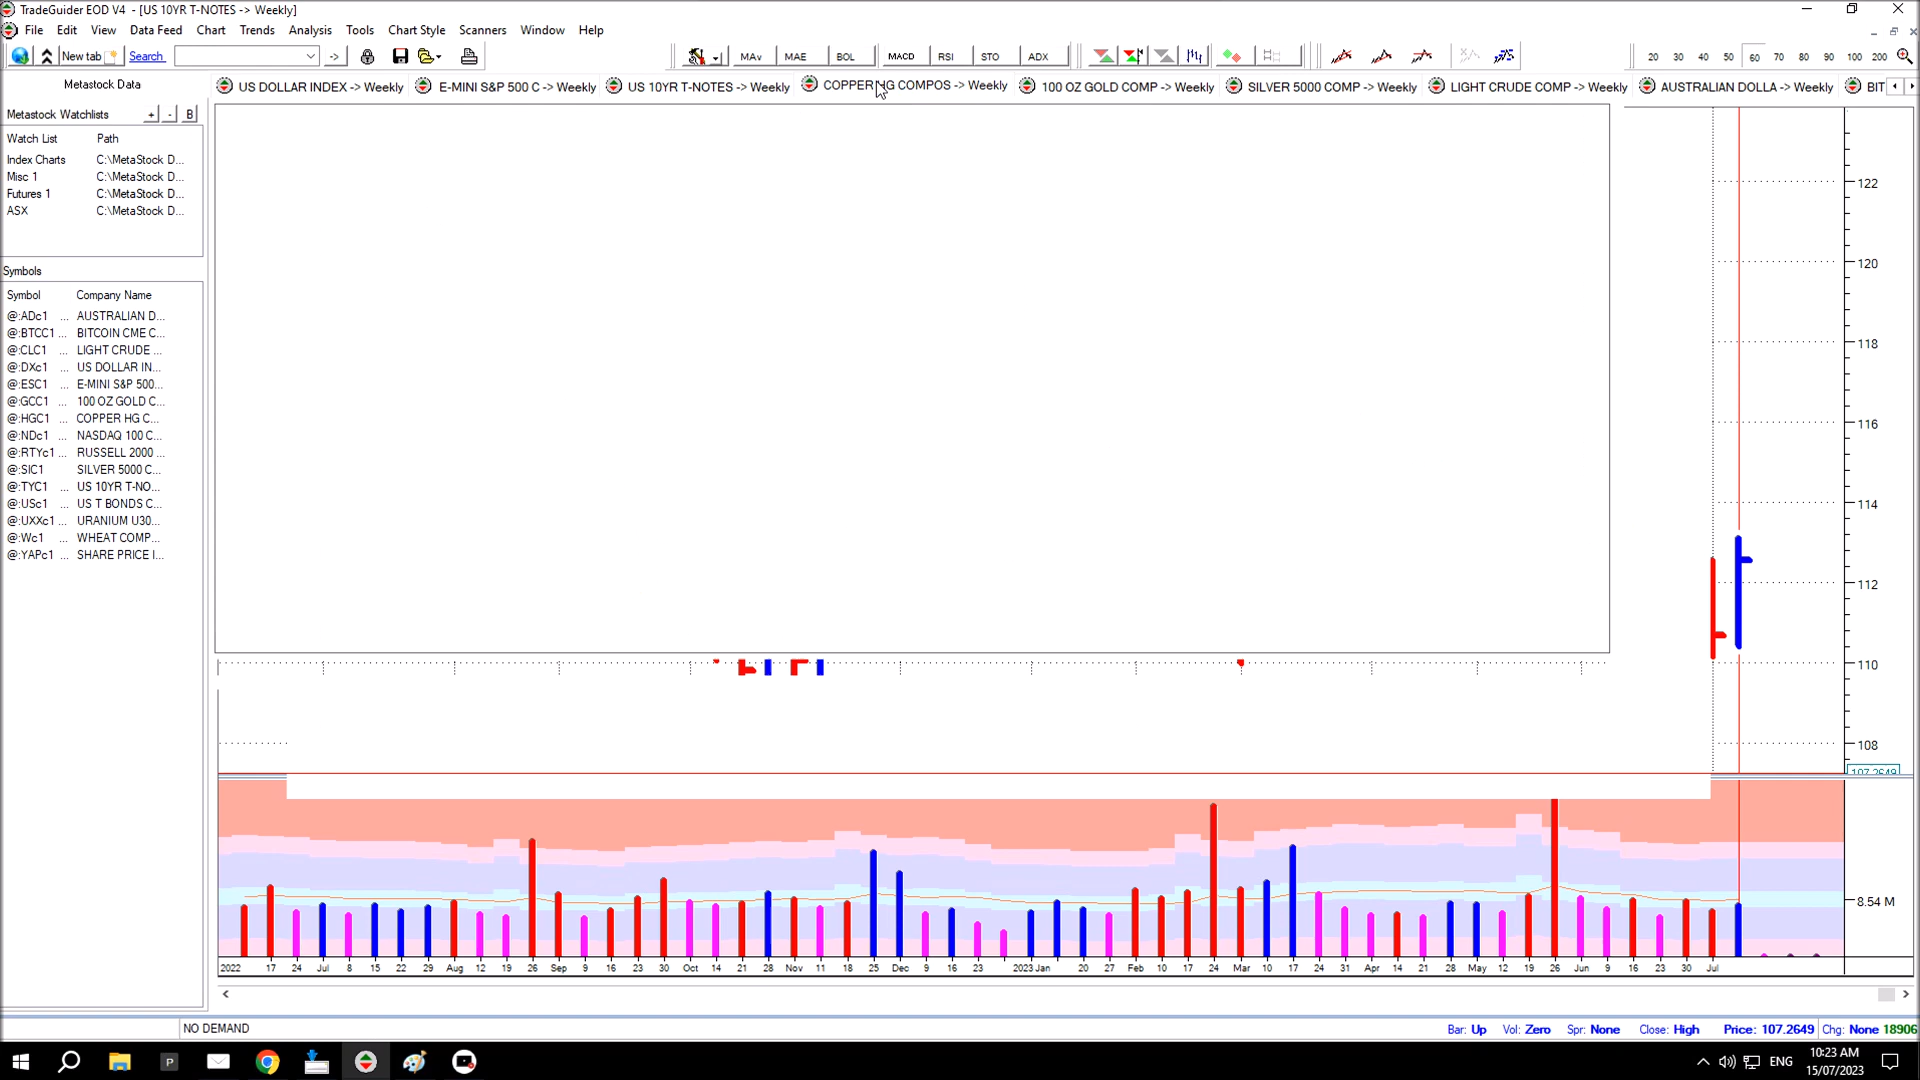 TradeGuider EOD V4 - [US 10YR T-NOTES -> Weekly]
File Edit View Data Feed Chart Trends Analysis Tools Chart Style Scanners Window Help
New tab Search -> MAv MAE BOL MACD RSI STO ADX 20 30 40 50 60 70 80 90 100 200
Metastock Data
US DOLLAR INDEX -> Weekly E-MINI S&P 500 C -> Weekly US 10YR T-NOTES -> Weekly COPPER HG COMPOS -> Weekly 100 OZ GOLD COMP -> Weekly SILVER 5000 COMP -> Weekly LIGHT CRUDE COMP -> Weekly AUSTRALIAN DOLLA -> Weekly BIT
Metastock Watchlists + - B
Watch List Path
Index Charts C:\MetaStock D...
Misc 1 C:\MetaStock D...
Futures 1 C:\MetaStock D...
ASX C:\MetaStock D...
Symbols
Symbol Company Name
@:ADc1 ... AUSTRALIAN D...
@:BTCC1 ... BITCOIN CME C...
@:CLC1 ... LIGHT CRUDE ...
@:DXc1 ... US DOLLAR IN...
@:ESC1 ... E-MINI S&P 500...
@:GCC1 ... 100 OZ GOLD C...
@:HGC1 ... COPPER HG C...
@:NDc1 ... NASDAQ 100 C...
@:RTYc1 ... RUSSELL 2000 ...
@:SIC1 SILVER 5000 C...
@:TYC1 ... US 10YR T-NO...
@:USc1 ... US T BONDS C...
@:UXXc1 ... URANIUM U30...
@:Wc1 ... WHEAT COMP...
@:YAPc1 ... SHARE PRICE I...
122
120
118
116
114
112
110
108
107.2649
8.54 M
2022 17 24 Jul 8 15 22 29 Aug 12 19 26 Sep 9 16 23 30 Oct 14 21 28 Nov 11 18 25 Dec 9 16 23 2023 Jan 20 27 Feb 10 17 24 Mar 10 17 24 31 Apr 14 21 28 May 12 19 26 Jun 9 16 23 30 Jul
NO DEMAND
Bar: Up Vol: Zero Spr: None Close: High Price: 107.2649 Chg: None 18906
ENG
10:23 AM
15/07/2023